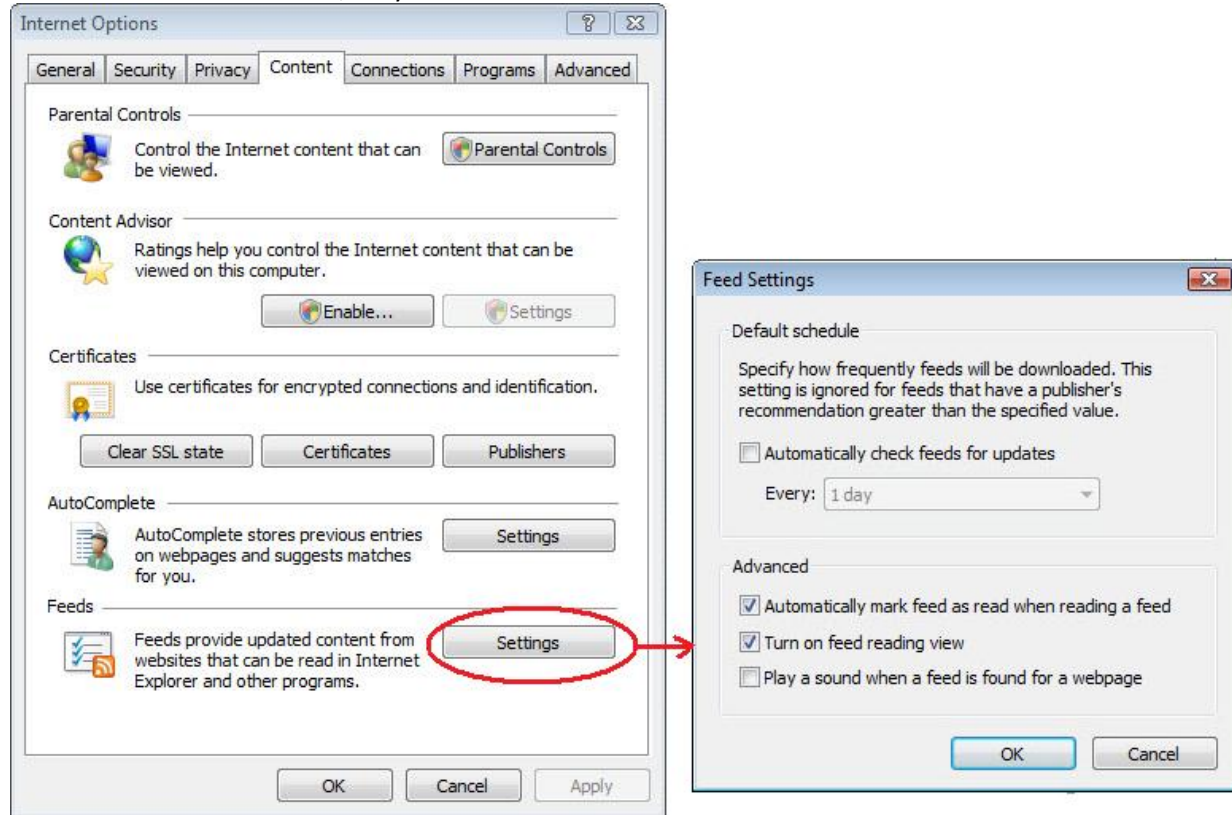 Internet Options
General Security Privacy Content Connections Programs Advanced
Parental Controls
Control the Internet content that can
be viewed.
Parental Controls
Content Advisor
Ratings help you control the Internet content that can be
viewed on this computer.
Enable... Settings
Certificates
Use certificates for encrypted connections and identification.
Clear SSL state Certificates Publishers
AutoComplete
AutoComplete stores previous entries
on webpages and suggests matches
for you.
Settings
Feeds
Feeds provide updated content from
websites that can be read in Internet
Explorer and other programs.
Settings
OK Cancel Apply
Feed Settings
Default schedule
Specify how frequently feeds will be downloaded. This
setting is ignored for feeds that have a publisher's
recommendation greater than the specified value.
Automatically check feeds for updates
Every: 1 day
Advanced
Automatically mark feed as read when reading a feed
Turn on feed reading view
Play a sound when a feed is found for a webpage
OK Cancel